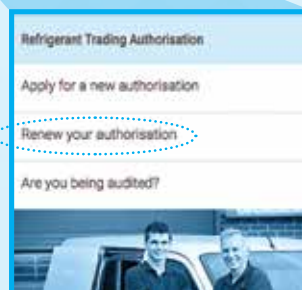 Refrigerant Trading Authorisation
Apply for a new authorisation
Renew your authorisation
Are you being audited?